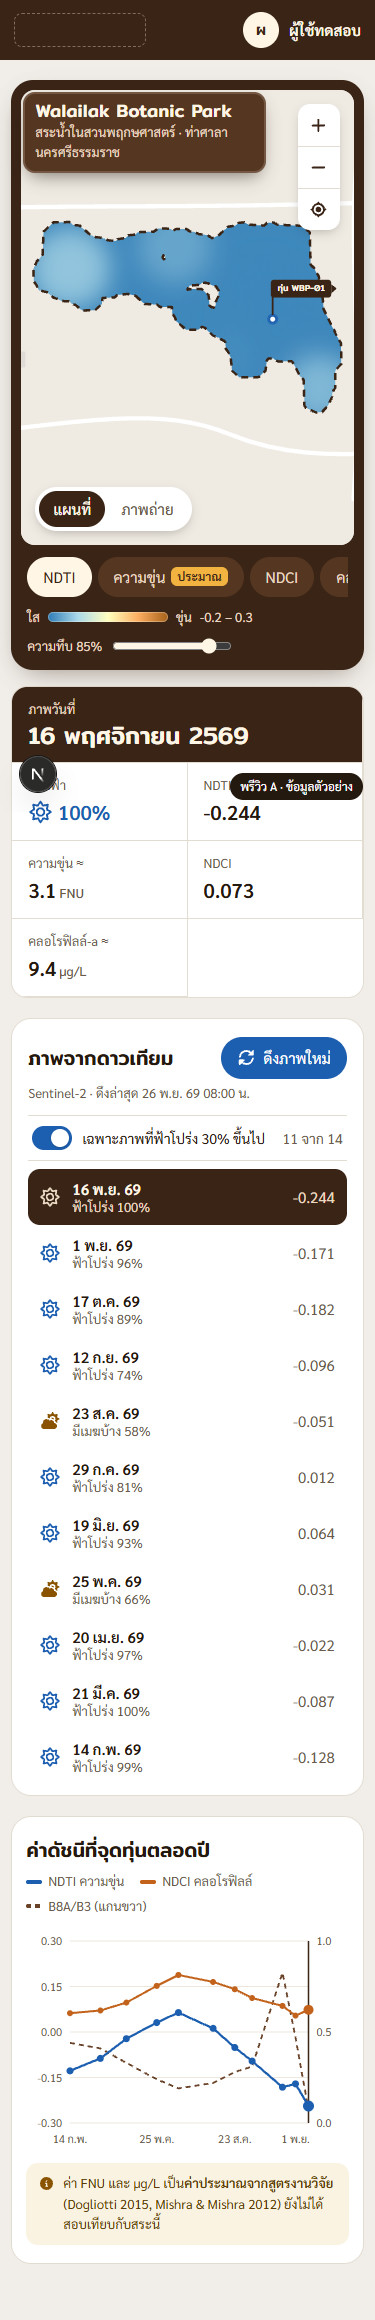 ผ ผู้ใช้ทดสอบ
Walailak Botanic Park
สระน้ำในสวนพฤกษศาสตร์ · ท่าศาลา
นครศรีธรรมราช
+
−
ทุ่น WBP-01
แผนที่ ภาพถ่าย
NDTI ความขุ่น ประมาณ NDCI
ใส ขุ่น -0.2 – 0.3
ความทึบ 85%
ภาพวันที่
16 พฤศจิกายน 2569
N
พรีวิว A · ข้อมูลตัวอย่าง
100% -0.244
ความขุ่น ≈ NDCI
3.1 FNU 0.073
คลอโรฟิลล์-a ≈
9.4 µg/L
ภาพจากดาวเทียม ดึงภาพใหม่
Sentinel-2 · ดึงล่าสุด 26 พ.ย. 69 08:00 น.
เฉพาะภาพที่ฟ้าโปร่ง 30% ขึ้นไป 11 จาก 14
16 พ.ย. 69 -0.244
ฟ้าโปร่ง 100%
1 พ.ย. 69 -0.171
ฟ้าโปร่ง 96%
17 ต.ค. 69 -0.182
ฟ้าโปร่ง 89%
12 ก.ย. 69 -0.096
ฟ้าโปร่ง 74%
23 ส.ค. 69 -0.051
มีเมฆบ้าง 58%
29 ก.ค. 69 0.012
ฟ้าโปร่ง 81%
19 มิ.ย. 69 0.064
ฟ้าโปร่ง 93%
25 พ.ค. 69 0.031
มีเมฆบ้าง 66%
20 เม.ย. 69 -0.022
ฟ้าโปร่ง 97%
21 มี.ค. 69 -0.087
ฟ้าโปร่ง 100%
14 ก.พ. 69 -0.128
ฟ้าโปร่ง 99%
ค่าดัชนีที่จุดทุ่นตลอดปี
NDTI ความขุ่น NDCI คลอโรฟิลล์
B8A/B3 (แกนขวา)
0.30 1.0
0.15
0.00 0.5
-0.15
-0.30 0.0
14 ก.พ. 25 พ.ค. 23 ส.ค. 1 พ.ย.
ค่า FNU และ µg/L เป็นค่าประมาณจากสูตรงานวิจัย
(Dogliotti 2015, Mishra & Mishra 2012) ยังไม่ได้
สอบเทียบกับสระนี้